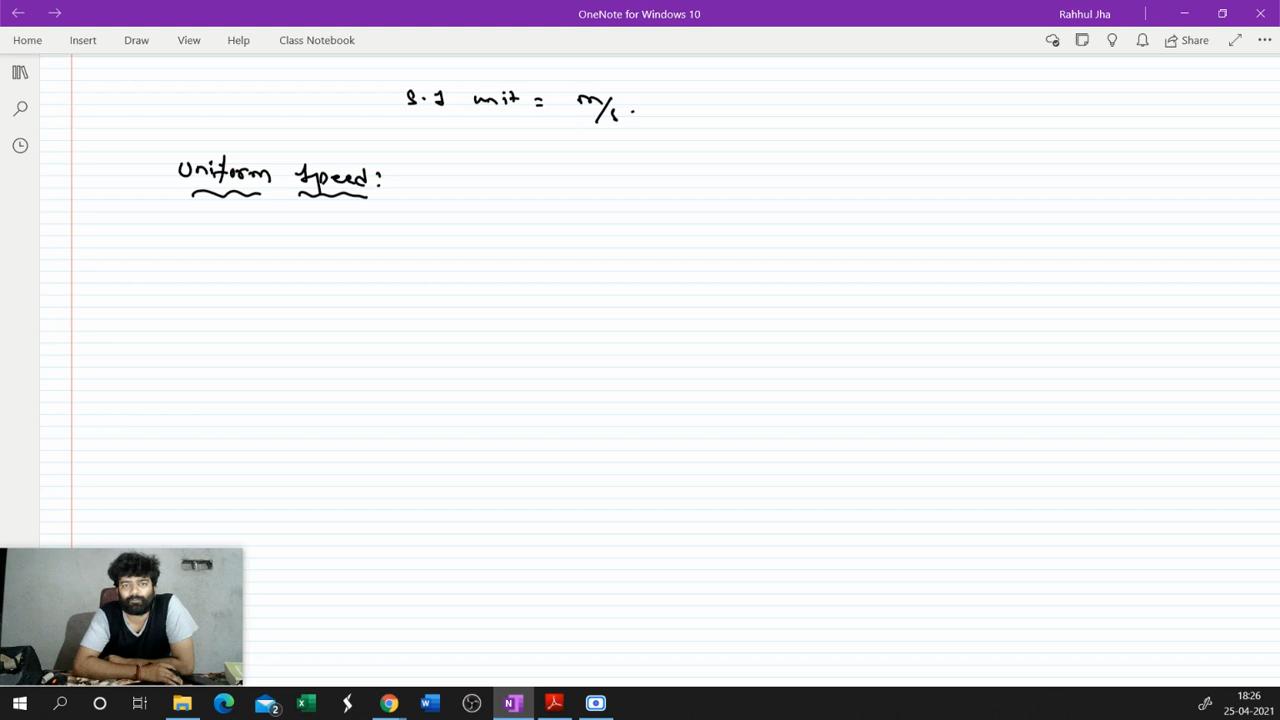 OneNote for Windows 10
Rahhul Jha
Home Insert Draw View Help Class Notebook Share
S.I unit = m/s.
Uniform Speed:
2
18:26
25-04-2021